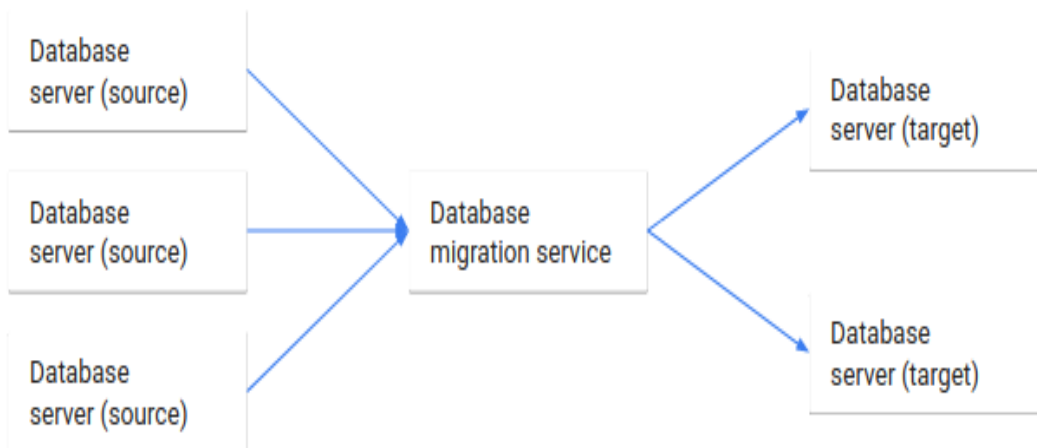 Database
server (source)
Database
server (source)
Database
server (source)
Database
migration service
Database
server (target)
Database
server (target)